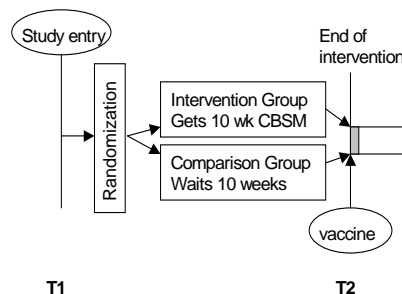 Study entry
End of
intervention
Randomization
Intervention Group
Gets 10 wk CBSM
Comparison Group
Waits 10 weeks
vaccine
T1
T2